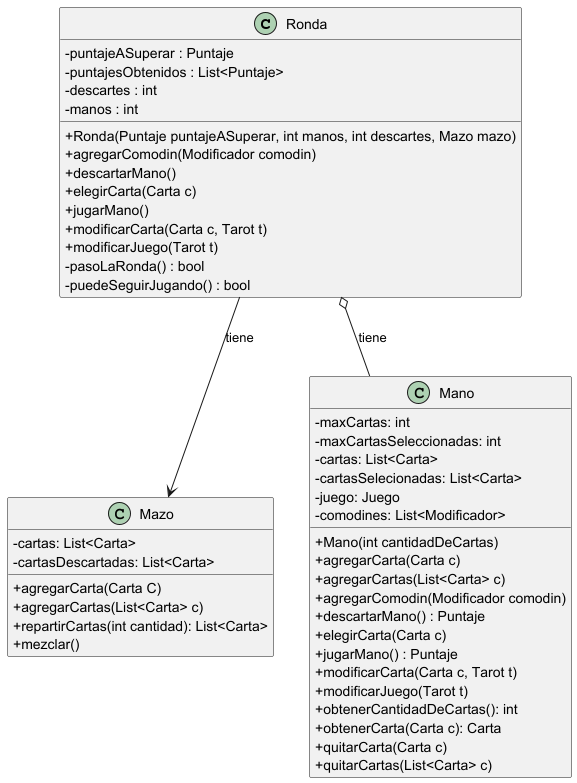 C Ronda
-puntajeASuperar : Puntaje
-puntajesObtenidos : List<Puntaje>
-descartes : int
-manos : int
+Ronda(Puntaje puntajeASuperar, int manos, int descartes, Mazo mazo)
+agregarComodin(Modificador comodin)
+descartarMano()
+elegirCarta(Carta c)
+jugarMano()
+modificarCarta(Carta c, Tarot t)
+modificarJuego(Tarot t)
-pasoLaRonda() : bool
-puedeSeguirJugando() : bool
tiene
tiene
C Mazo
-cartas: List<Carta>
-cartasDescartadas: List<Carta>
+agregarCarta(Carta C)
+agregarCartas(List<Carta> c)
+repartirCartas(int cantidad): List<Carta>
+mezclar()
C Mano
-maxCartas: int
-maxCartasSeleccionadas: int
-cartas: List<Carta>
-cartasSelecionadas: List<Carta>
-juego: Juego
-comodines: List<Modificador>
+Mano(int cantidadDeCartas)
+agregarCarta(Carta c)
+agregarCartas(List<Carta> c)
+agregarComodin(Modificador comodin)
+descartarMano() : Puntaje
+elegirCarta(Carta c)
+jugarMano() : Puntaje
+modificarCarta(Carta c, Tarot t)
+modificarJuego(Tarot t)
+obtenerCantidadDeCartas(): int
+obtenerCarta(Carta c): Carta
+quitarCarta(Carta c)
+quitarCartas(List<Carta> c)